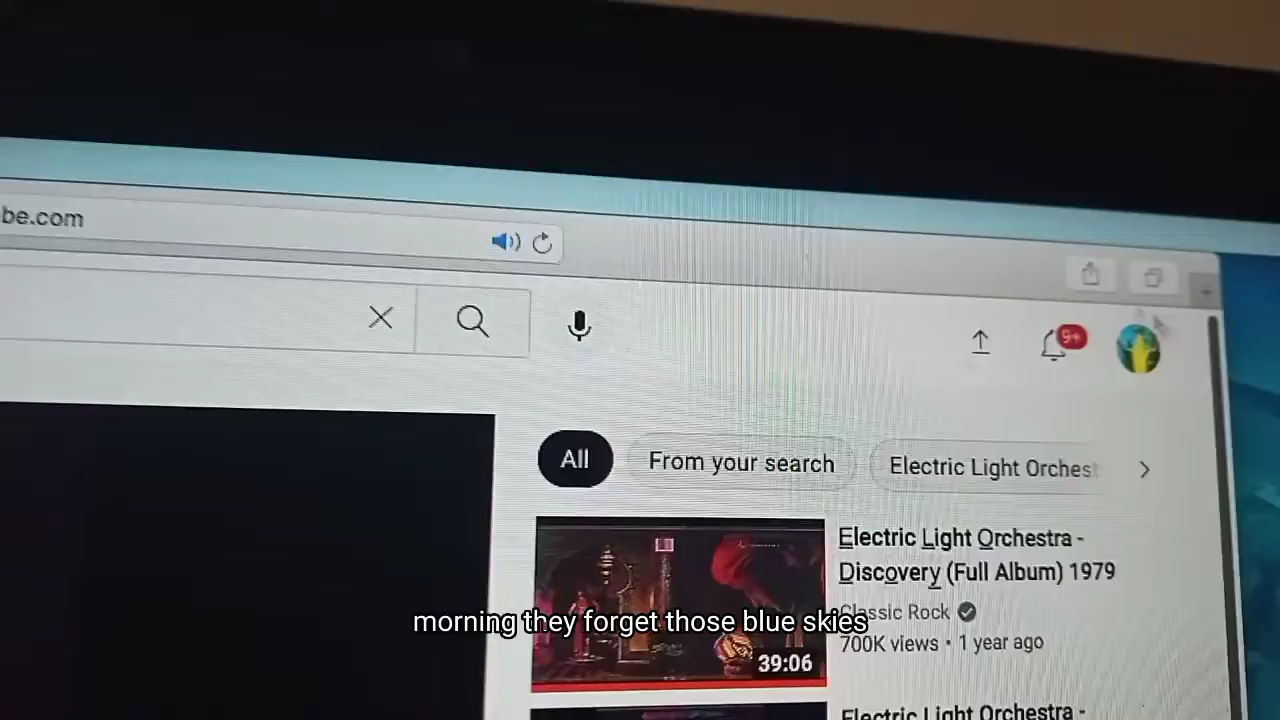 be.com
9+
All
From your search
Electric Light Orches
Electric Light Orchestra -
Discovery (Full Album) 1979
Classic Rock
700K views • 1 year ago
39:06
morning they forget those blue skies
Electric Light Orchestra -